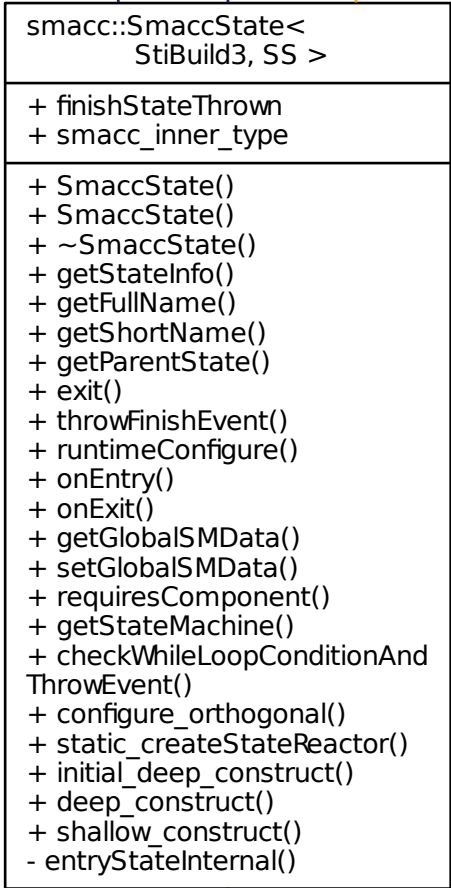 smacc::SmaccState<
StiBuild3, SS >
+ finishStateThrown
+ smacc_inner_type
+ SmaccState()
+ SmaccState()
+ ~SmaccState()
+ getStateInfo()
+ getFullName()
+ getShortName()
+ getParentState()
+ exit()
+ throwFinishEvent()
+ runtimeConfigure()
+ onEntry()
+ onExit()
+ getGlobalSMData()
+ setGlobalSMData()
+ requiresComponent()
+ getStateMachine()
+ checkWhileLoopConditionAnd
ThrowEvent()
+ configure_orthogonal()
+ static_createStateReactor()
+ initial_deep_construct()
+ deep_construct()
+ shallow_construct()
- entryStateInternal()